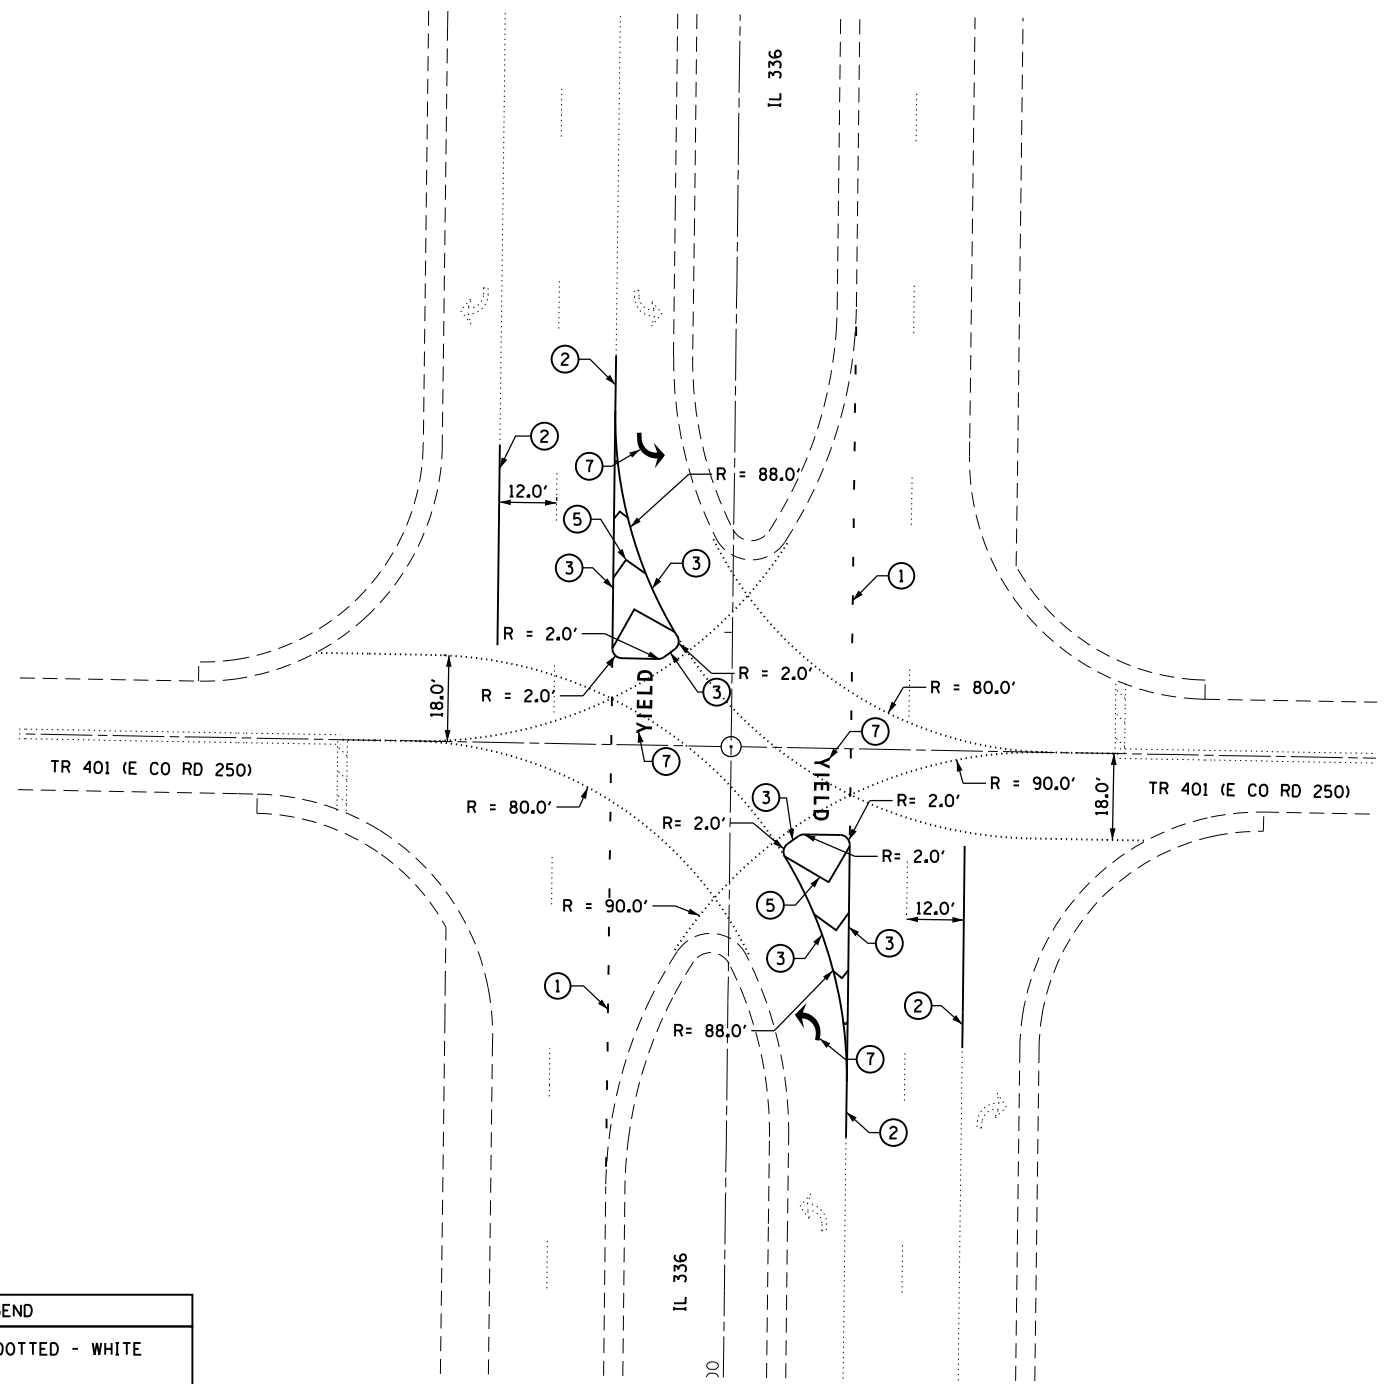 IL 336
2
2
7
R = 88.0'
12.0'
5
3
3
1
R = 2.0'
R = 2.0'
R = 2.0'
3
R = 80.0'
18.0'
YIELD
7
7
TR 401 (E CO RD 250)
YIELD
R = 90.0'
18.0'
TR 401 (E CO RD 250)
R = 80.0'
3
R= 2.0'
R= 2.0'
R= 2.0'
R = 90.0'
5
12.0'
3
3
1
2
R= 88.0'
7
2
IL 336
00
END
DOTTED - WHITE